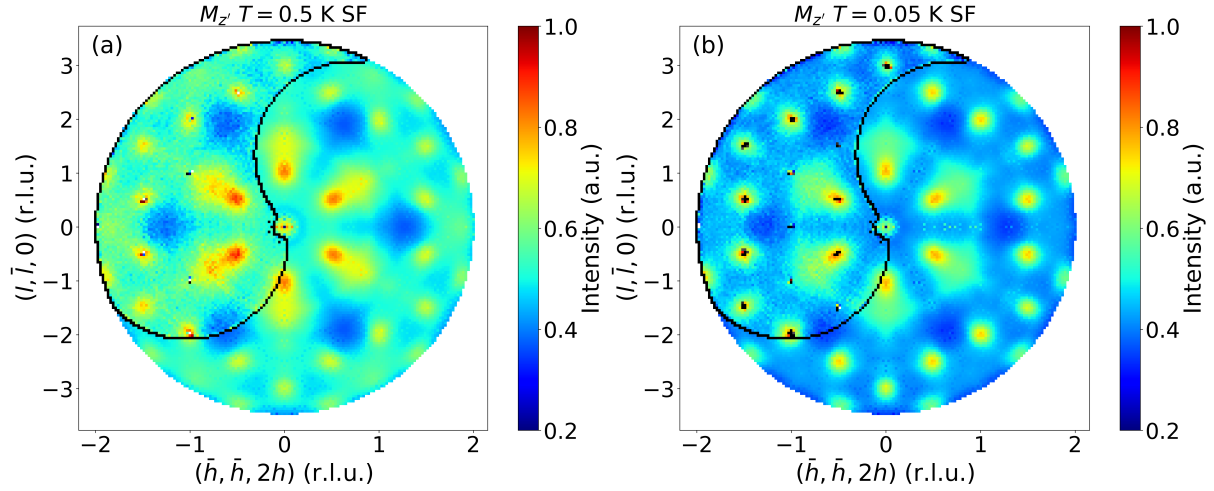 M_{z'} T = 0.5 K SF
(a)
3
2
1
0
−1
−2
−3
(l, l̄, 0) (r.l.u.)
−2 −1 0 1 2
(h̄, h̄, 2h) (r.l.u.)
1.0
0.8
0.6
0.4
0.2
Intensity (a.u.)
M_{z'} T = 0.05 K SF
(b)
3
2
1
0
−1
−2
−3
(l, l̄, 0) (r.l.u.)
−2 −1 0 1 2
(h̄, h̄, 2h) (r.l.u.)
1.0
0.8
0.6
0.4
0.2
Intensity (a.u.)